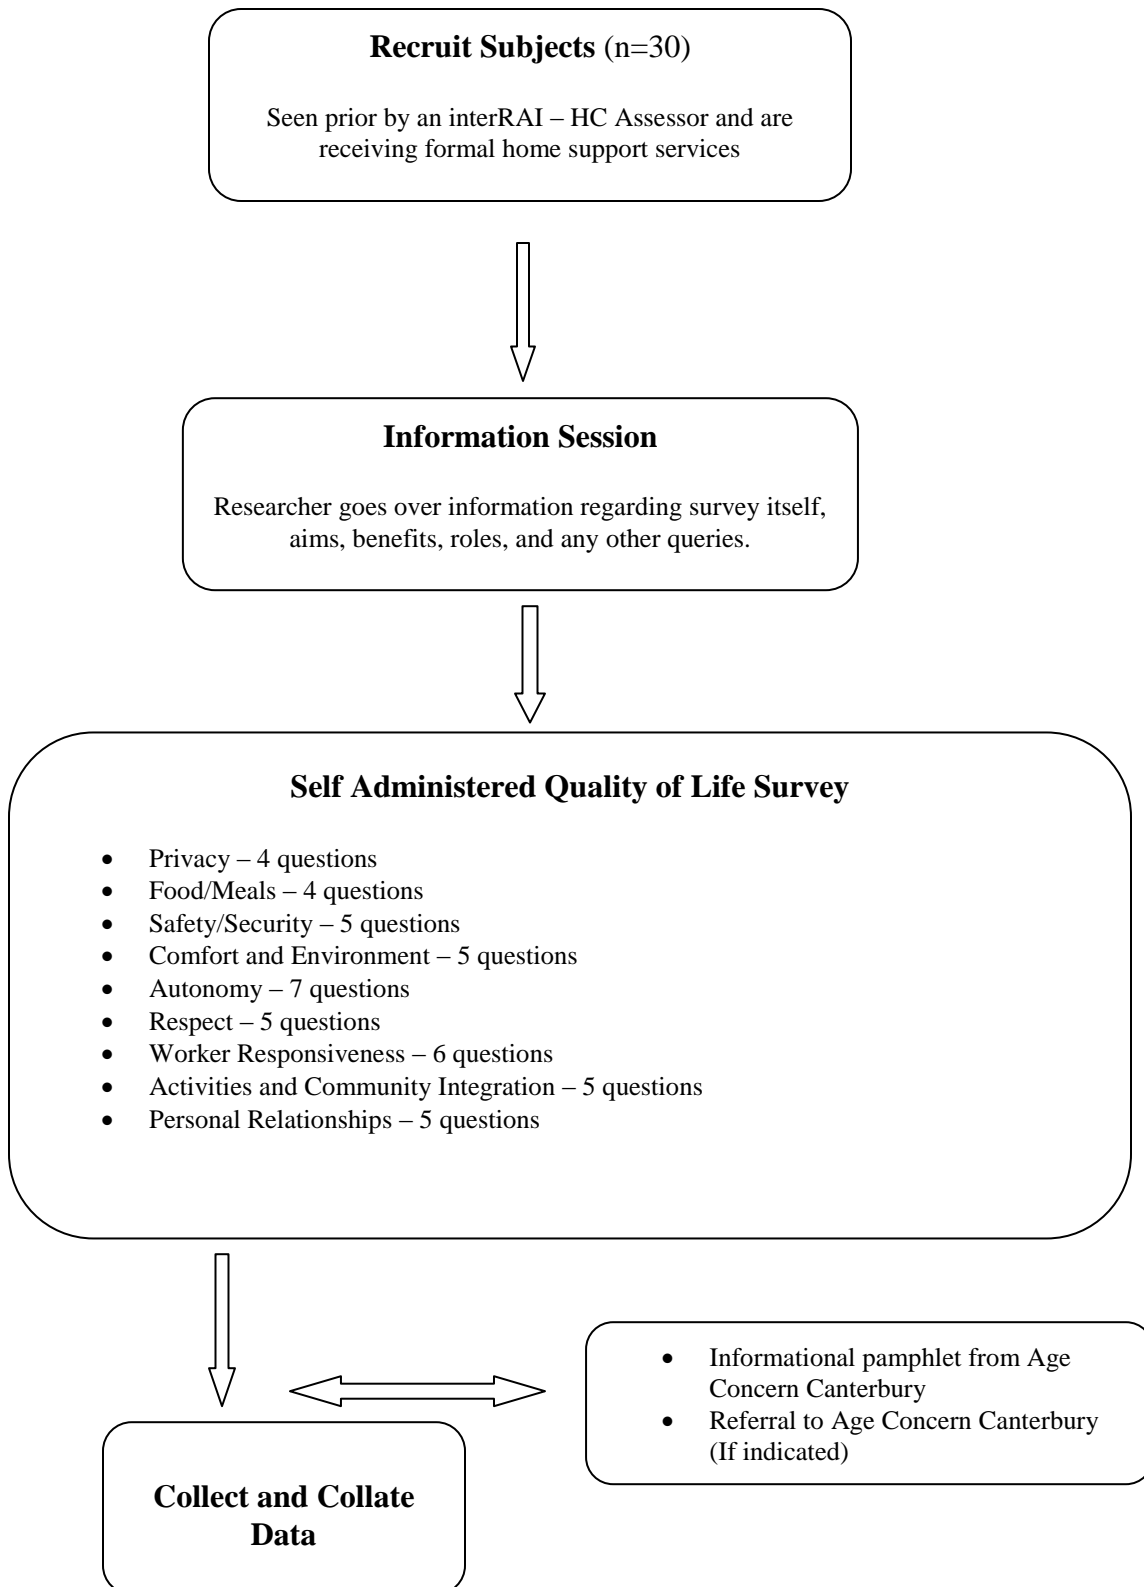 Recruit Subjects (n=30)
Seen prior by an interRAI – HC Assessor and are
receiving formal home support services
Information Session
Researcher goes over information regarding survey itself,
aims, benefits, roles, and any other queries.
Self Administered Quality of Life Survey
• Privacy – 4 questions
• Food/Meals – 4 questions
• Safety/Security – 5 questions
• Comfort and Environment – 5 questions
• Autonomy – 7 questions
• Respect – 5 questions
• Worker Responsiveness – 6 questions
• Activities and Community Integration – 5 questions
• Personal Relationships – 5 questions
• Informational pamphlet from Age
Concern Canterbury
• Referral to Age Concern Canterbury
(If indicated)
Collect and Collate
Data